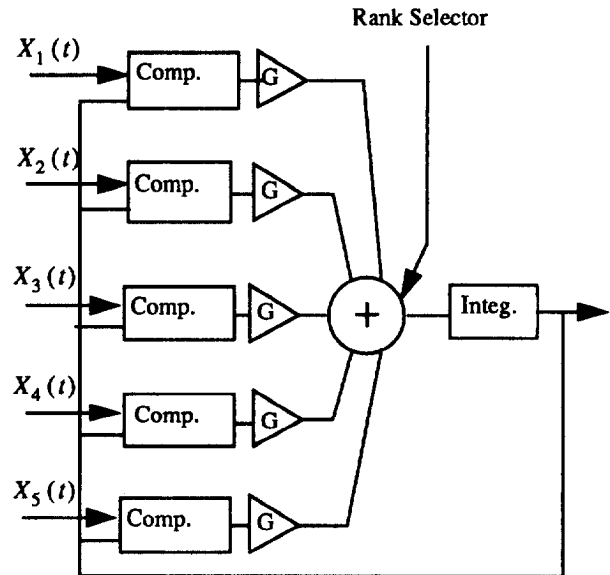 Rank Selector
X₁(t)
Comp.
G
X₂(t)
Comp.
G
X₃(t)
Comp.
G
+
Integ.
X₄(t)
Comp.
G
X₅(t)
Comp.
G